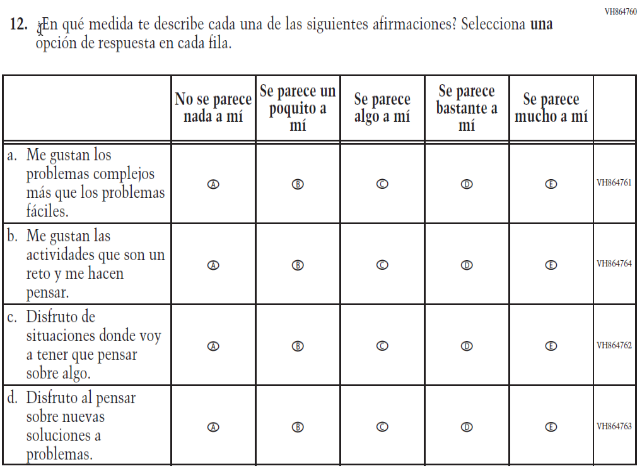 VH864760
12. ¿En qué medida te describe cada una de las siguientes afirmaciones? Selecciona una
opción de respuesta en cada fila.
No se parece
nada a mí
Se parece un
poquito a
mí
Se parece
algo a mí
Se parece
bastante a
mí
Se parece
mucho a mí
a. Me gustan los
problemas complejos
más que los problemas
fáciles.
A B C D E VH864761
b. Me gustan las
actividades que son un
reto y me hacen
pensar.
A B C D E VH864764
c. Disfruto de
situaciones donde voy
a tener que pensar
sobre algo.
A B C D E VH864762
d. Disfruto al pensar
sobre nuevas
soluciones a
problemas.
A B C D E VH864763